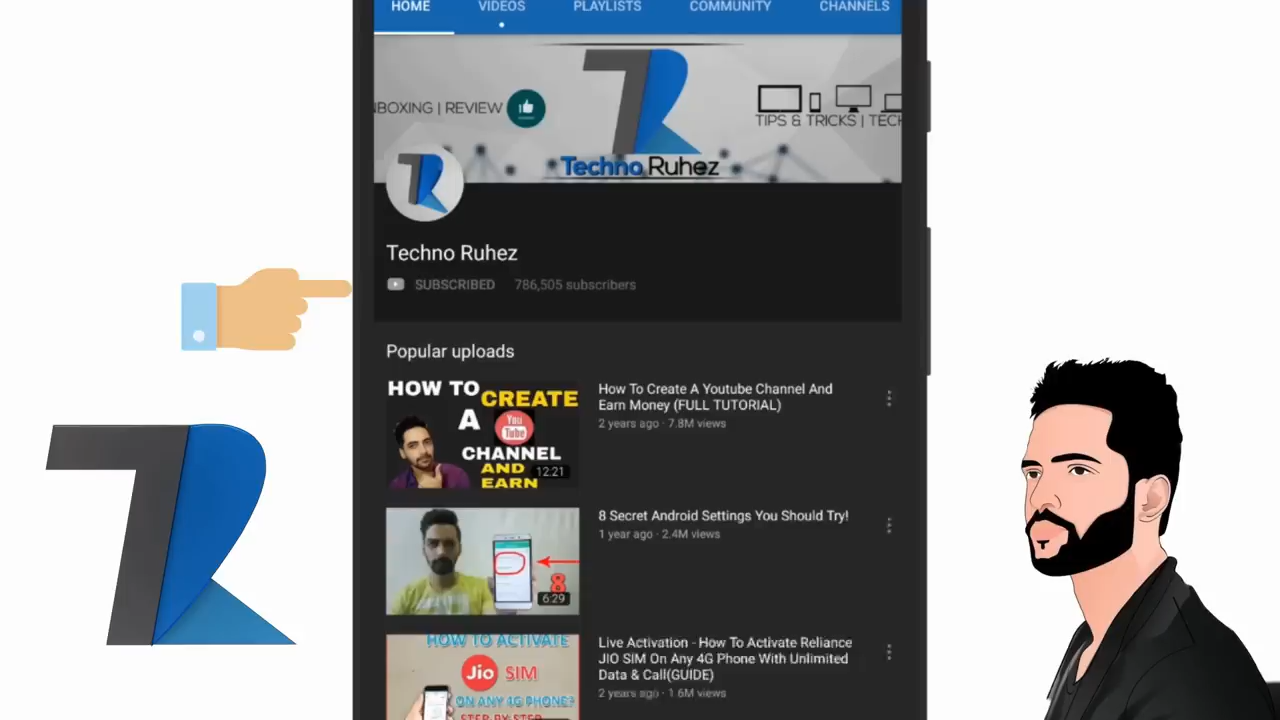 HOME VIDEOS PLAYLISTS COMMUNITY CHANNELS
NBOXING | REVIEW
TIPS & TRICKS | TECH
Techno Ruhez
Techno Ruhez
SUBSCRIBED 786,505 subscribers
Popular uploads
HOW TO
CREATE
A
You
Tube
CHANNEL
AND
EARN
12:21
How To Create A Youtube Channel And
Earn Money (FULL TUTORIAL)
2 years ago · 7.8M views
8
6:29
8 Secret Android Settings You Should Try!
1 year ago · 2.4M views
HOW TO ACTIVATE
Jio SIM
ON ANY 4G PHONE?
STEP BY STEP
Live Activation - How To Activate Reliance
JIO SIM On Any 4G Phone With Unlimited
Data & Call(GUIDE)
2 years ago · 1.6M views